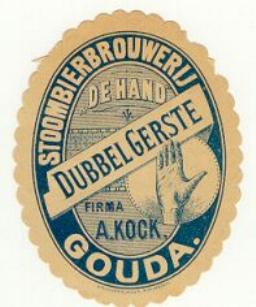 STOOMBIERBROUWERIJ
DE HAND
DUBBEL GERSTE
FIRMA
A. KOCK.
GOUDA.